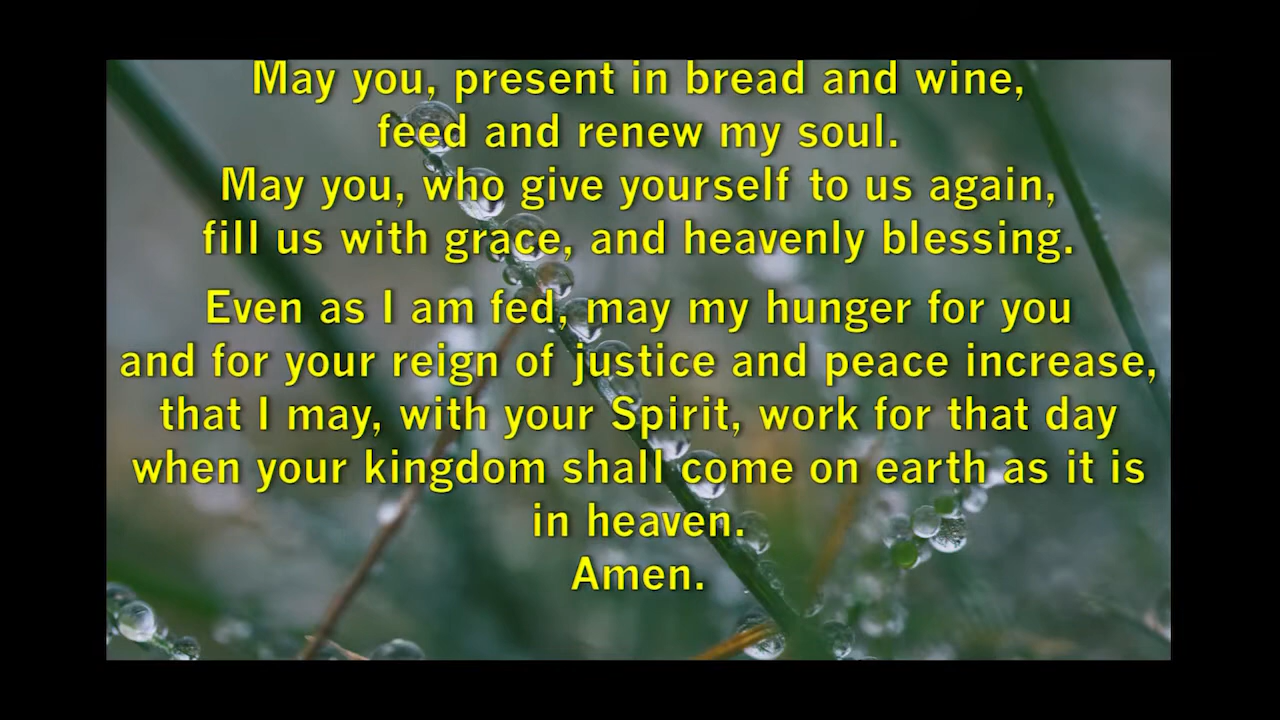 May you, present in bread and wine,
feed and renew my soul.
May you, who give yourself to us again,
fill us with grace, and heavenly blessing.
Even as I am fed, may my hunger for you
and for your reign of justice and peace increase,
that I may, with your Spirit, work for that day
when your kingdom shall come on earth as it is
in heaven.
Amen.